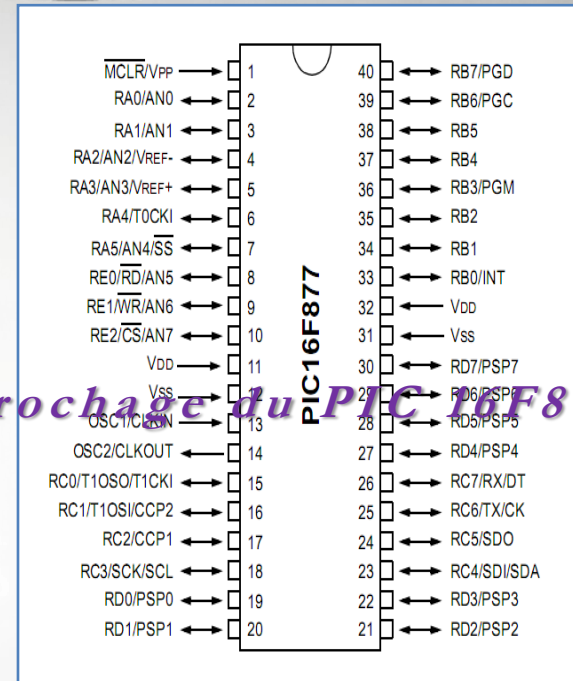 MCLR/VPP 1 40 RB7/PGD
RA0/AN0 2 39 RB6/PGC
RA1/AN1 3 38 RB5
RA2/AN2/VREF- 4 37 RB4
RA3/AN3/VREF+ 5 36 RB3/PGM
RA4/T0CKI 6 35 RB2
RA5/AN4/SS 7 34 RB1
RE0/RD/AN5 8 33 RB0/INT
RE1/WR/AN6 9 32 VDD
RE2/CS/AN7 10 31 VSS
VDD 11 30 RD7/PSP7
VSS 12 29 RD6/PSP6
rochage du PIC 16F8
OSC1/CLKIN 13 28 RD5/PSP5
OSC2/CLKOUT 14 27 RD4/PSP4
RC0/T1OSO/T1CKI 15 26 RC7/RX/DT
RC1/T1OSI/CCP2 16 25 RC6/TX/CK
RC2/CCP1 17 24 RC5/SDO
RC3/SCK/SCL 18 23 RC4/SDI/SDA
RD0/PSP0 19 22 RD3/PSP3
RD1/PSP1 20 21 RD2/PSP2
PIC16F877